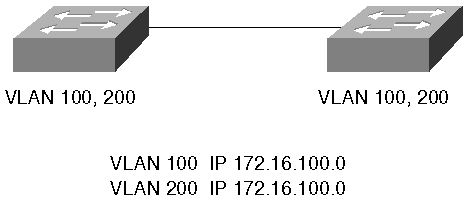 VLAN 100, 200
VLAN 100, 200
VLAN 100 IP 172.16.100.0
VLAN 200 IP 172.16.100.0